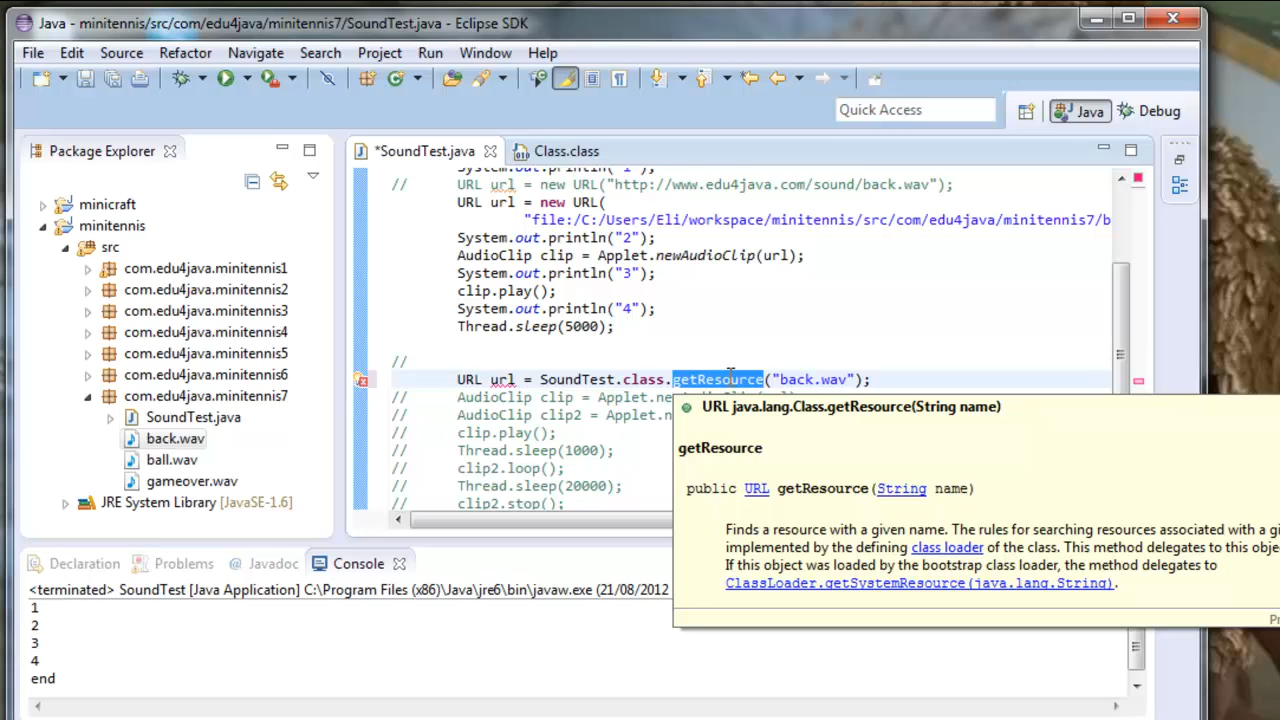 Java - minitennis/src/com/edu4java/minitennis7/SoundTest.java - Eclipse SDK
File Edit Source Refactor Navigate Search Project Run Window Help
Quick Access
Java
Debug
Package Explorer
*SoundTest.java
Class.class
minicraft
minitennis
src
com.edu4java.minitennis1
com.edu4java.minitennis2
com.edu4java.minitennis3
com.edu4java.minitennis4
com.edu4java.minitennis5
com.edu4java.minitennis6
com.edu4java.minitennis7
SoundTest.java
back.wav
ball.wav
gameover.wav
JRE System Library [JavaSE-1.6]
System.out.println("1");
// URL url = new URL("http://www.edu4java.com/sound/back.wav");
URL url = new URL(
"file:/C:/Users/Eli/workspace/minitennis/src/com/edu4java/minitennis7/b
System.out.println("2");
AudioClip clip = Applet.newAudioClip(url);
System.out.println("3");
clip.play();
System.out.println("4");
Thread.sleep(5000);
//
URL url = SoundTest.class.getResource("back.wav");
// AudioClip clip = Applet.ne
// AudioClip clip2 = Applet.n
// clip.play();
// Thread.sleep(1000);
// clip2.loop();
// Thread.sleep(20000);
// clip2.stop();
URL java.lang.Class.getResource(String name)
getResource
public URL getResource(String name)
Finds a resource with a given name. The rules for searching resources associated with a gi
implemented by the defining class loader of the class. This method delegates to this obje
If this object was loaded by the bootstrap class loader, the method delegates to
ClassLoader.getSystemResource(java.lang.String).
Declaration
Problems
@ Javadoc
Console
<terminated> SoundTest [Java Application] C:\Program Files (x86)\Java\jre6\bin\javaw.exe (21/08/2012
1
2
3
4
end